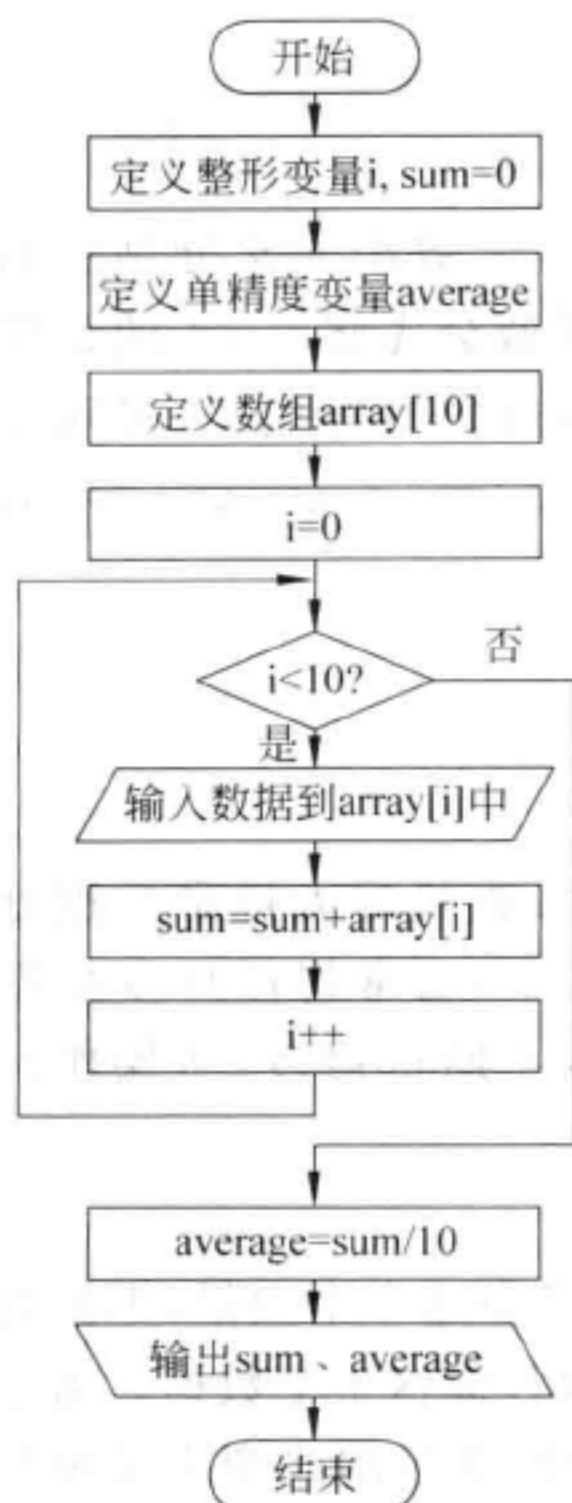 开始
定义整形变量i, sum=0
定义单精度变量average
定义数组array[10]
i=0
i<10?
否
是
输入数据到array[i]中
sum=sum+array[i]
i++
average=sum/10
输出sum、average
结束